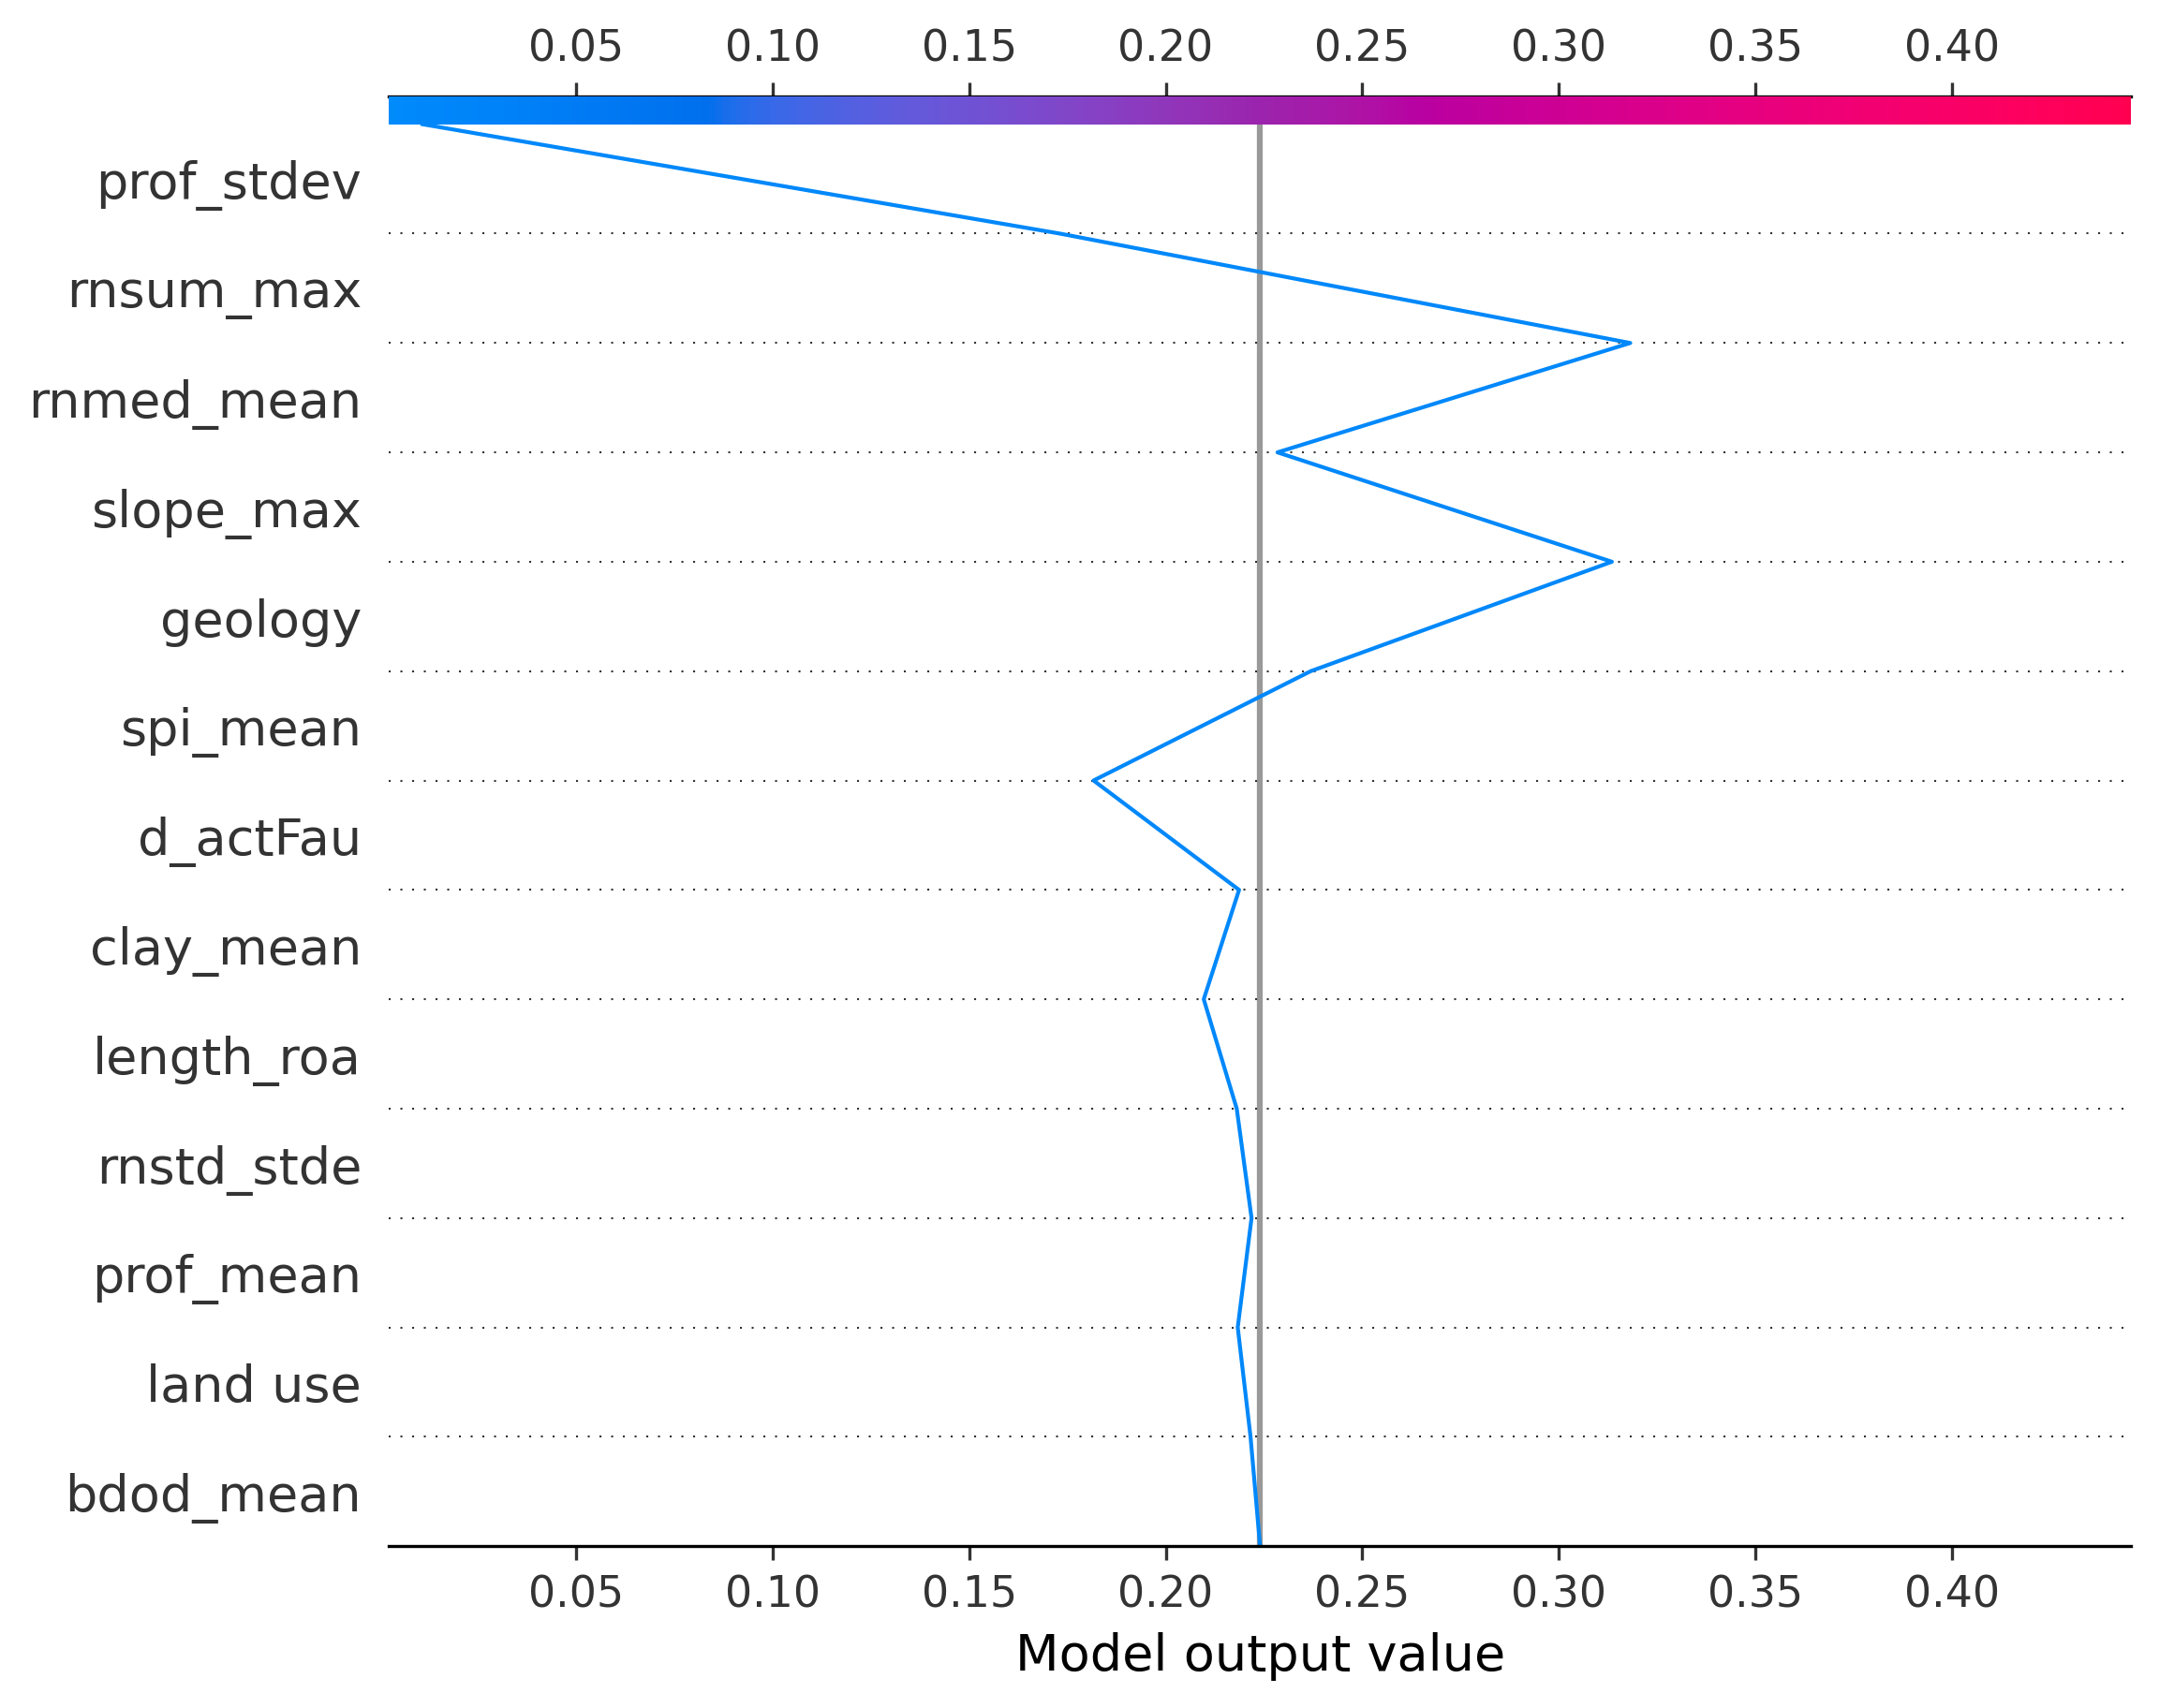 0.05 0.10 0.15 0.20 0.25 0.30 0.35 0.40
prof_stdev
rnsum_max
rnmed_mean
slope_max
geology
spi_mean
d_actFau
clay_mean
length_roa
rnstd_stde
prof_mean
land use
bdod_mean
0.05 0.10 0.15 0.20 0.25 0.30 0.35 0.40
Model output value